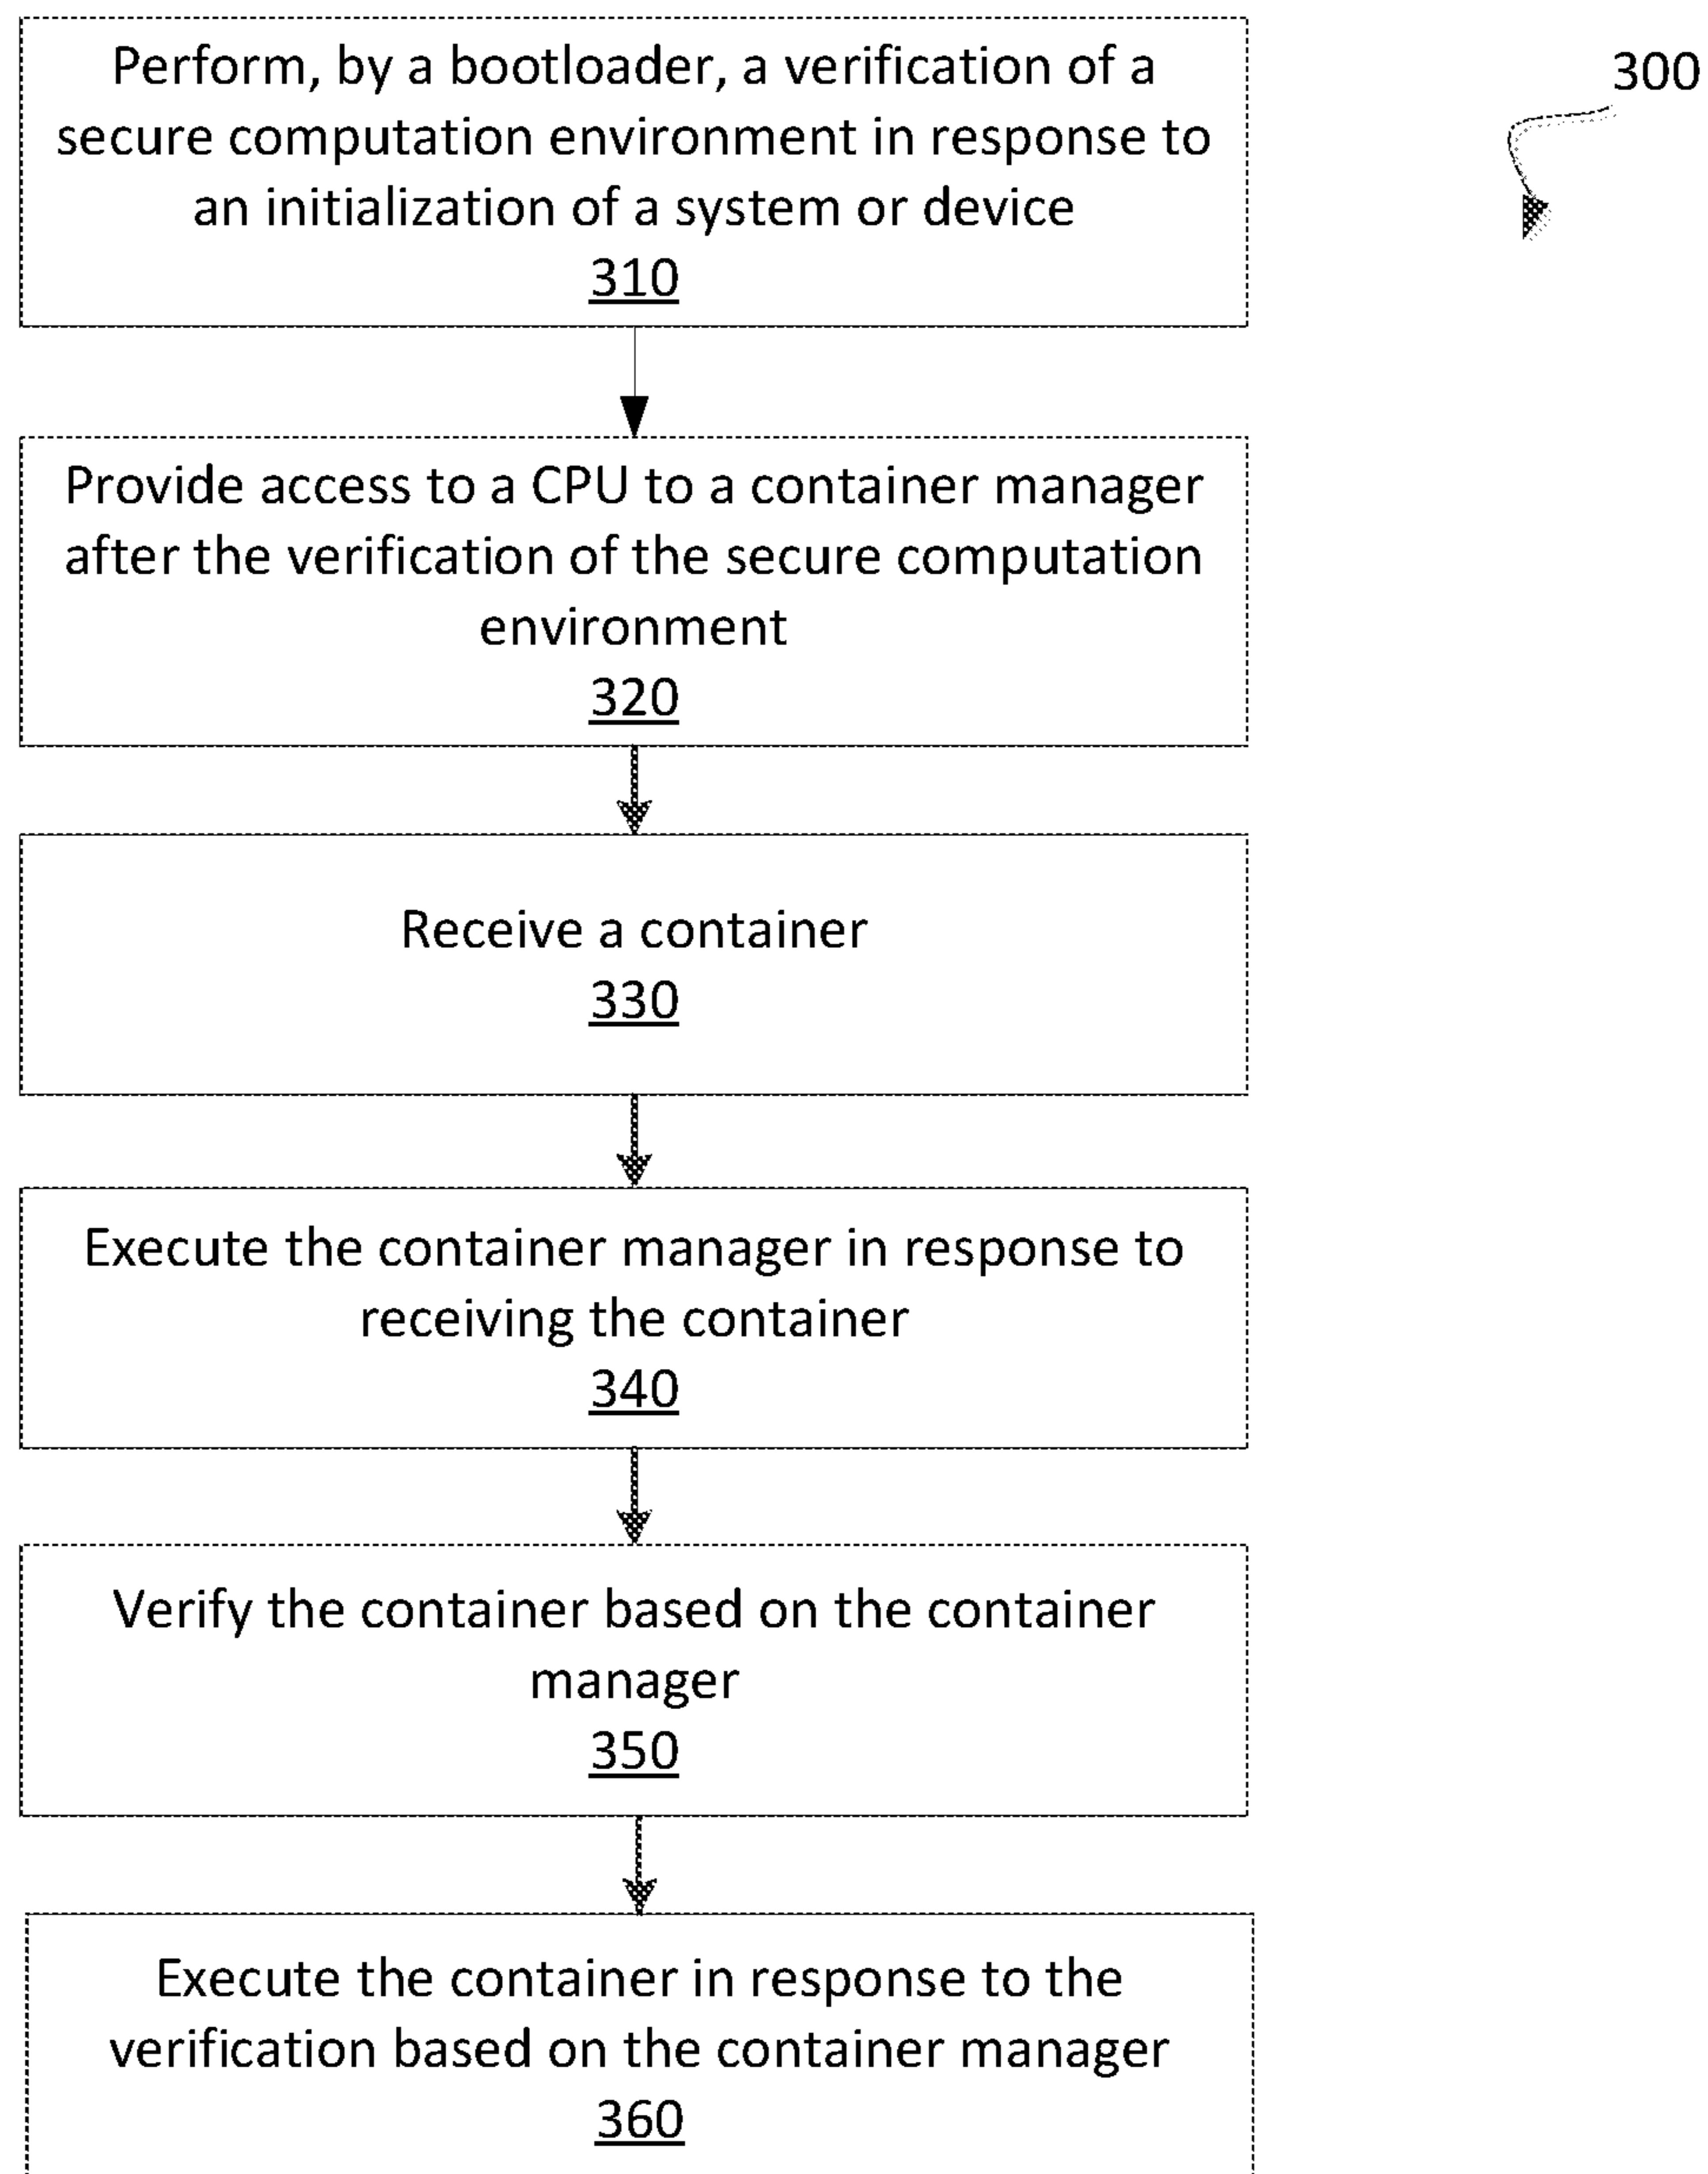 Perform, by a bootloader, a verification of a
secure computation environment in response to
an initialization of a system or device
310
300
Provide access to a CPU to a container manager
after the verification of the secure computation
environment
320
Receive a container
330
Execute the container manager in response to
receiving the container
340
Verify the container based on the container
manager
350
Execute the container in response to the
verification based on the container manager
360